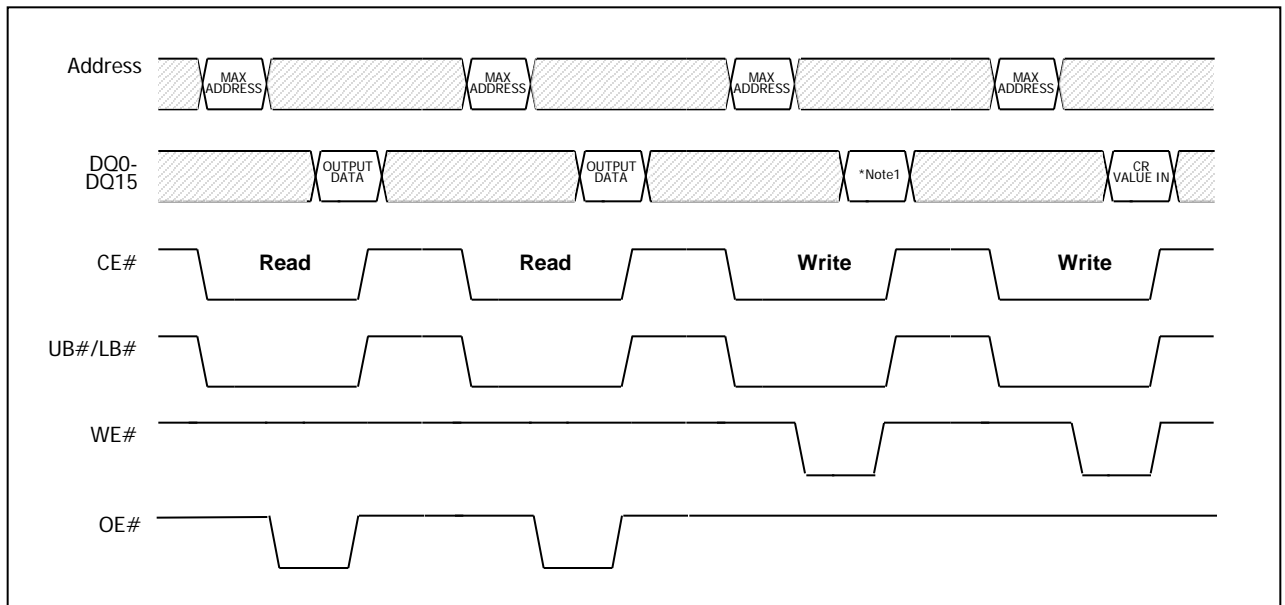 Address
MAX
ADDRESS
MAX
ADDRESS
MAX
ADDRESS
MAX
ADDRESS
DQ0-
DQ15
OUTPUT
DATA
OUTPUT
DATA
*Note1
CR
VALUE IN
CE#
Read
Read
Write
Write
UB#/LB#
WE#
OE#